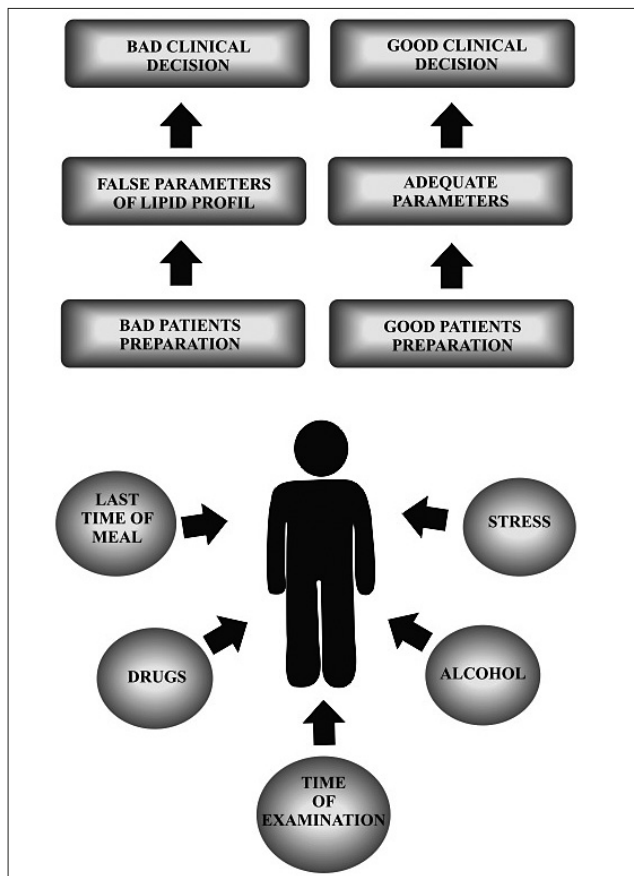 BAD CLINICAL
DECISION
GOOD CLINICAL
DECISION
FALSE PARAMETERS
OF LIPID PROFIL
ADEQUATE
PARAMETERS
BAD PATIENTS
PREPARATION
GOOD PATIENTS
PREPARATION
LAST
TIME OF
MEAL
STRESS
DRUGS
ALCOHOL
TIME
OF
EXAMINATION